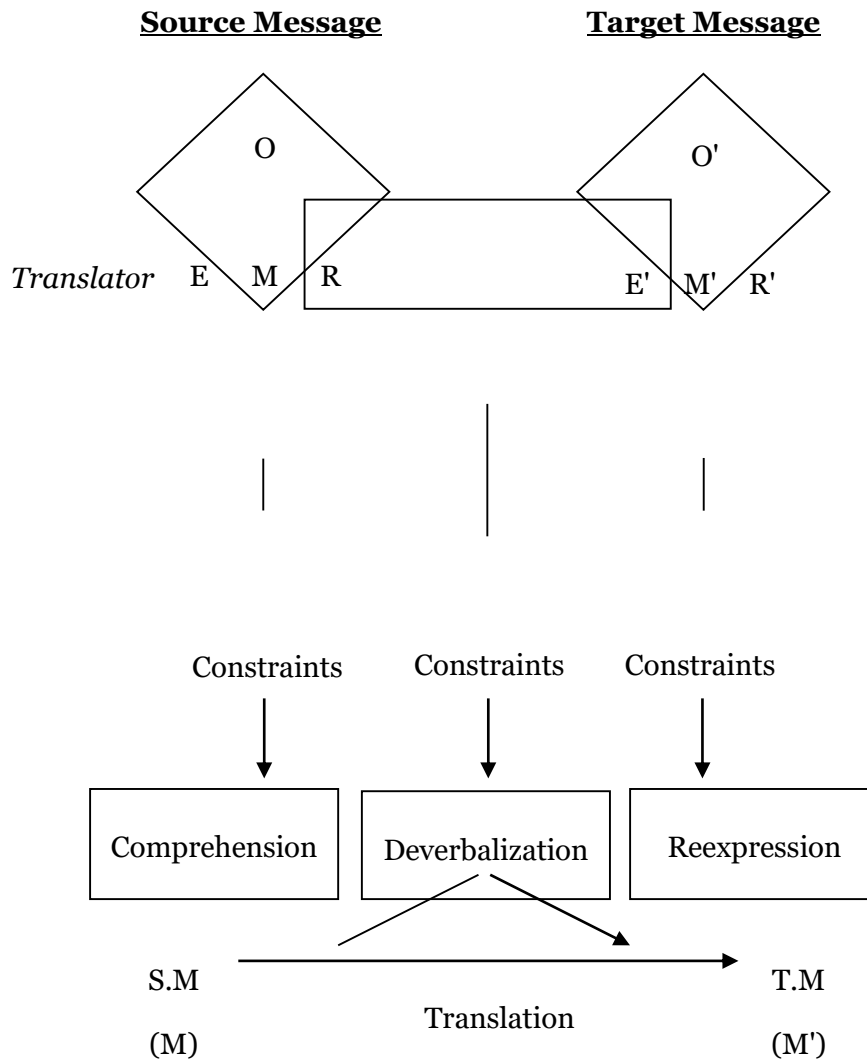 Source Message Target Message
O O'
Translator E M R E' M' R'
Constraints Constraints Constraints
Comprehension Deverbalization Reexpression
S.M T.M
Translation
(M) (M')